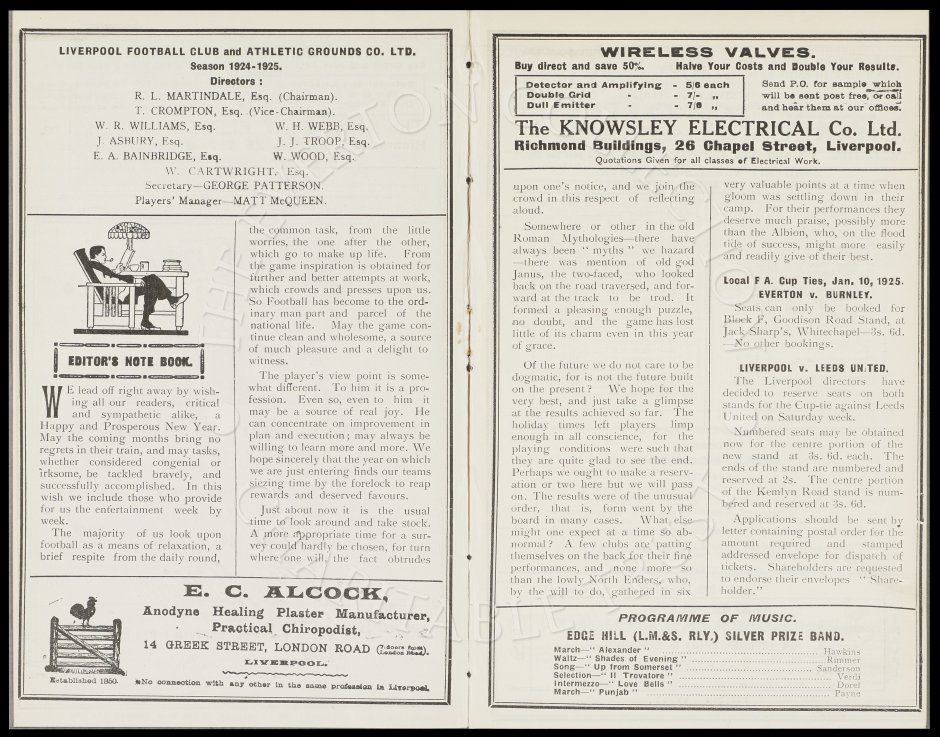 LIVERPOOL FOOTBALL CLUB and ATHLETIC GROUNDS CO. LTD.
Season 1924-1925.
Directors :
R. L. MARTINDALE, Esq. (Chairman).
T. CROMPTON, Esq. (Vice-Chairman).
W. R. WILLIAMS, Esq. W. H. WEBB, Esq.
J. ASBURY, Esq. J. J. TROOP, Esq.
E. A. BAINBRIDGE, Esq. W. WOOD, Esq.
W. CARTWRIGHT, Esq.
Secretary—GEORGE PATTERSON.
Players' Manager—MATT McQUEEN.
EDITOR'S NOTE BOOK.
WE lead off right away by wish-
ing all our readers, critical
and sympathetic alike, a
Happy and Prosperous New Year.
May the coming months bring no
regrets in their train, and may tasks,
whether considered congenial or
irksome, be tackled bravely, and
successfully accomplished. In this
wish we include those who provide
for us the entertainment week by
week.
The majority of us look upon
football as a means of relaxation, a
brief respite from the daily round,
the common task, from the little
worries, the one after the other,
which go to make up life. From
the game inspiration is obtained for
further and better attempts at work,
which crowds and presses upon us.
So Football has become to the ord-
inary man part and parcel of the
national life. May the game con-
tinue clean and wholesome, a source
of much pleasure and a delight to
witness.
The player's view point is some-
what different. To him it is a pro-
fession. Even so, even to him it
may be a source of real joy. He
can concentrate on improvement in
plan and execution; may always be
willing to learn more and more. We
hope sincerely that the year on which
we are just entering finds our teams
siezing time by the forelock to reap
rewards and deserved favours.
Just about now it is the usual
time to look around and take stock.
A more appropriate time for a sur-
vey could hardly be chosen, for turn
where one will the fact obtrudes
E. C. ALCOCK,
Anodyne Healing Plaster Manufacturer,
Practical Chiropodist,
14 GREEK STREET, LONDON ROAD (7 doors from London Road.)
LIVERPOOL.
Established 1850. No connection with any other in the same profession in Liverpool.
WIRELESS VALVES.
Buy direct and save 50%. Halve Your Costs and Double Your Results.
Detector and Amplifying - 5/6 each
Double Grid - 7/- „
Dull Emitter - 7/6 „
Send P.O. for sample which
will be sent post free, or call
and hear them at our offices.
The KNOWSLEY ELECTRICAL Co. Ltd.
Richmond Buildings, 26 Chapel Street, Liverpool.
Quotations Given for all classes of Electrical Work.
upon one's notice, and we join the
crowd in this respect of reflecting
aloud.
Somewhere or other in the old
Roman Mythologies—there have
always been " myths " we hazard
—there was mention of old god
Janus, the two-faced, who looked
back on the road traversed, and for-
ward at the track to be trod. It
formed a pleasing enough puzzle,
no doubt, and the game has lost
little of its charm even in this year
of grace.
Of the future we do not care to be
dogmatic, for is not the future built
on the present? We hope for the
very best, and just take a glimpse
at the results achieved so far. The
holiday times left players limp
enough in all conscience, for the
playing conditions were such that
they are quite glad to see the end.
Perhaps we ought to make a reserv-
ation or two here but we will pass
on. The results were of the unusual
order, that is, form went by the
board in many cases. What else
might one expect at a time so ab-
normal? A few clubs are patting
themselves on the back for their fine
performances, and none more so
than the lowly North Enders, who,
by the will to do, gathered in six
very valuable points at a time when
gloom was settling down in their
camp. For their performances they
deserve much praise, possibly more
than the Albion, who, on the flood
tide of success, might more easily
and readily give of their best.
Local F A. Cup Ties, Jan. 10, 1925.
EVERTON v. BURNLEY.
Seats can only be booked for
Block F, Goodison Road Stand, at
Jack Sharp's, Whitechapel—3s. 6d.
—No other bookings.
LIVERPOOL v. LEEDS UNITED.
The Liverpool directors have
decided to reserve seats on both
stands for the Cup-tie against Leeds
United on Saturday week.
Numbered seats may be obtained
now for the centre portion of the
new stand at 3s. 6d. each. The
ends of the stand are numbered and
reserved at 2s. The centre portion
of the Kemlyn Road stand is num-
bered and reserved at 3s. 6d.
Applications should be sent by
letter containing postal order for the
amount required and stamped
addressed envelope for dispatch of
tickets. Shareholders are requested
to endorse their envelopes " Share-
holder."
PROGRAMME OF MUSIC.
EDGE HILL (L.M.&S. RLY.) SILVER PRIZE BAND.
March—" Alexander " Hawkins
Waltz—" Shades of Evening " Rimmer
Song—" Up from Somerset " Sanderson
Selection—" Il Trovatore " Verdi
Intermezzo—" Love Bells " Dorel
March—" Punjab " Payne